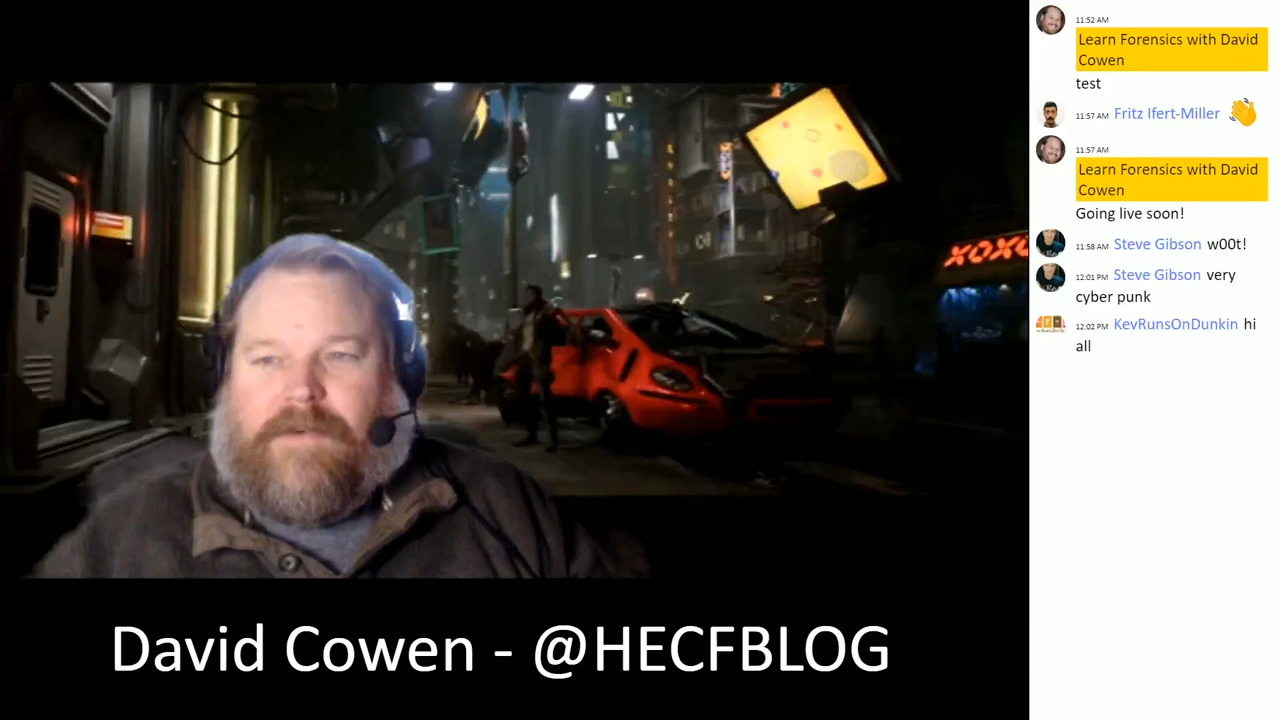 11:52 AM
Learn Forensics with David
Cowen
test
11:57 AM Fritz Ifert-Miller
11:57 AM
Learn Forensics with David
Cowen
Going live soon!
11:58 AM Steve Gibson w00t!
12:01 PM Steve Gibson very
cyber punk
12:02 PM KevRunsOnDunkin hi
all
XOXO
David Cowen - @HECFBLOG